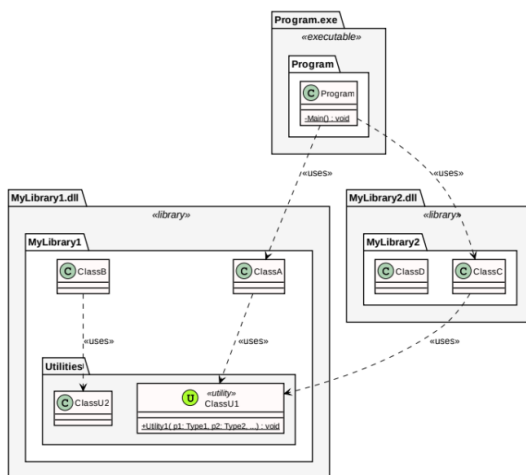 Program.exe
«executable»
Program
C Program
-Main() : void
«uses»
«uses»
MyLibrary1.dll
«library»
MyLibrary1
C ClassB
C ClassA
«uses»
«uses»
Utilities
C ClassU2
U «utility»
ClassU1
+Utility1( p1: Type1, p2: Type2, ...) : void
MyLibrary2.dll
«library»
MyLibrary2
C ClassD
C ClassC
«uses»